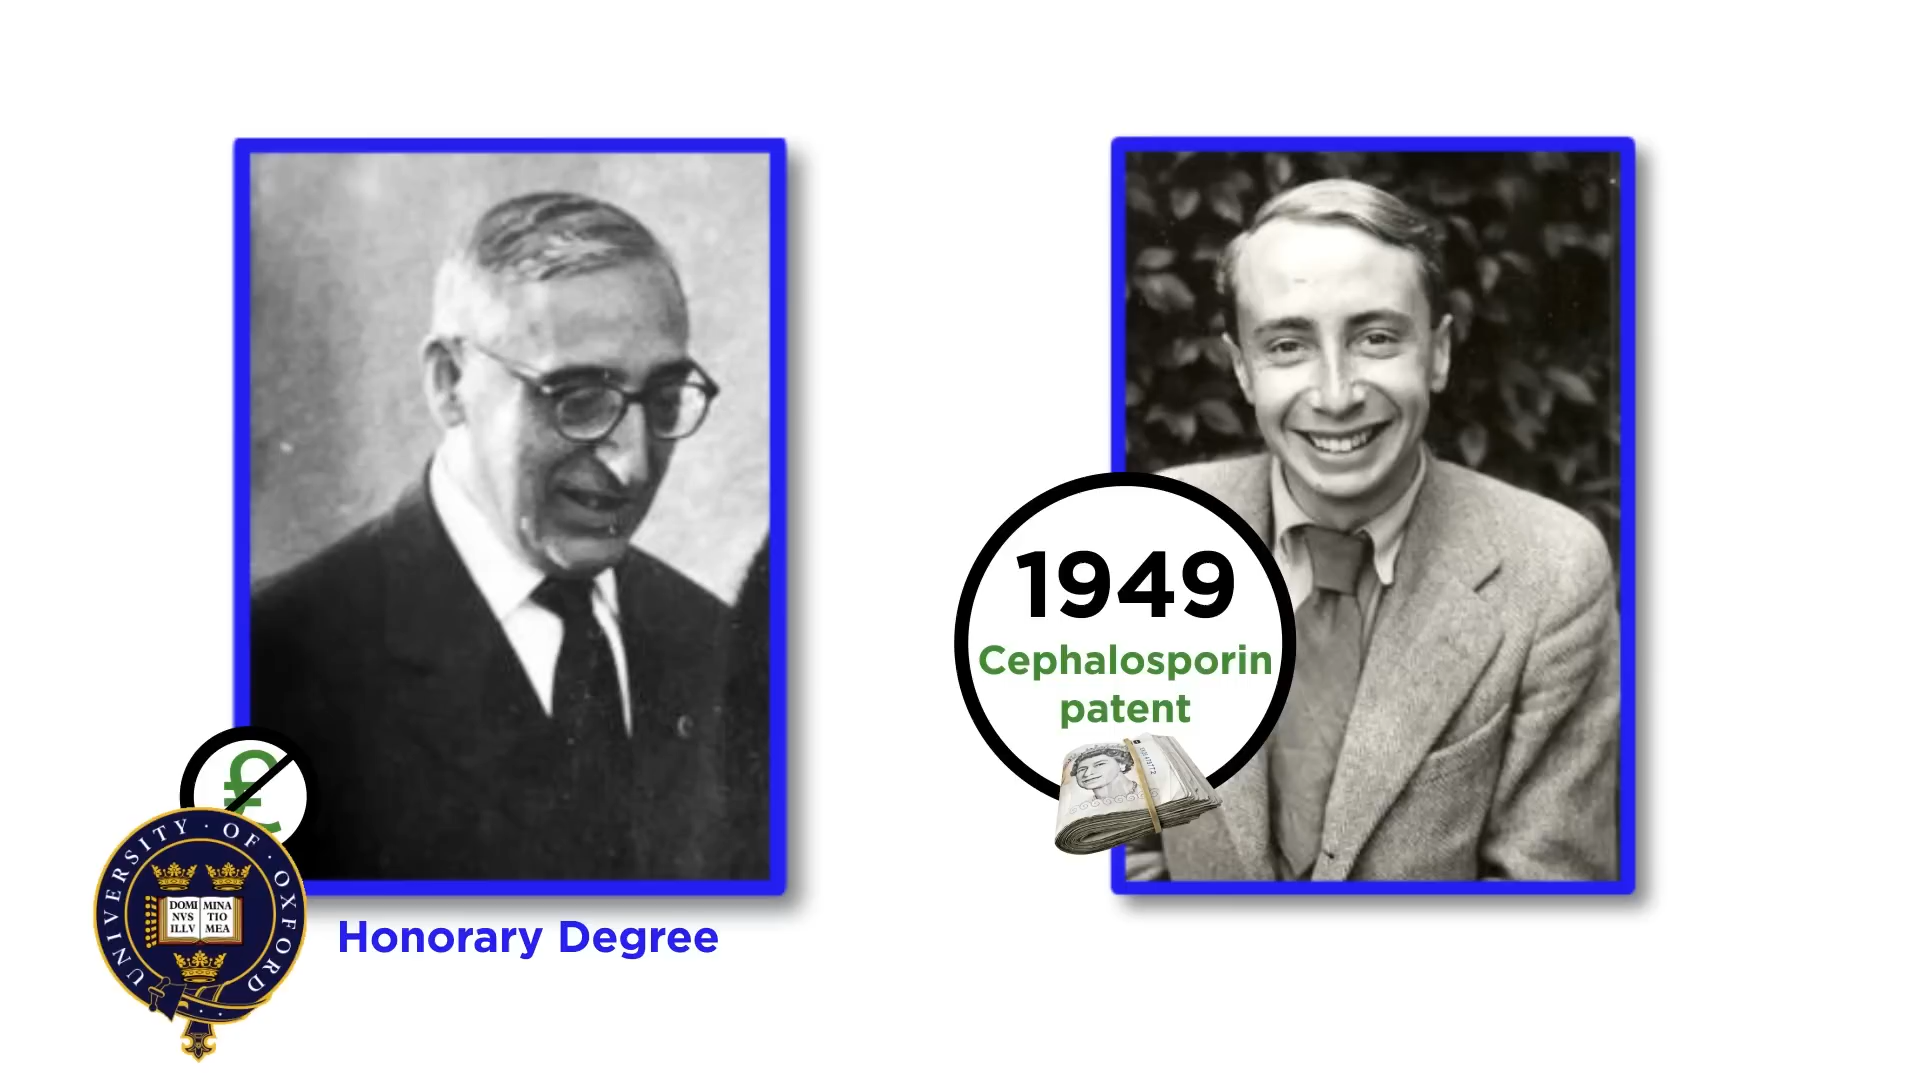 1949
Cephalosporin
patent
£
UNIVERSITY · OF · OXFORD
DOMI MINA
NVS TIO
ILLV MEA
Honorary Degree